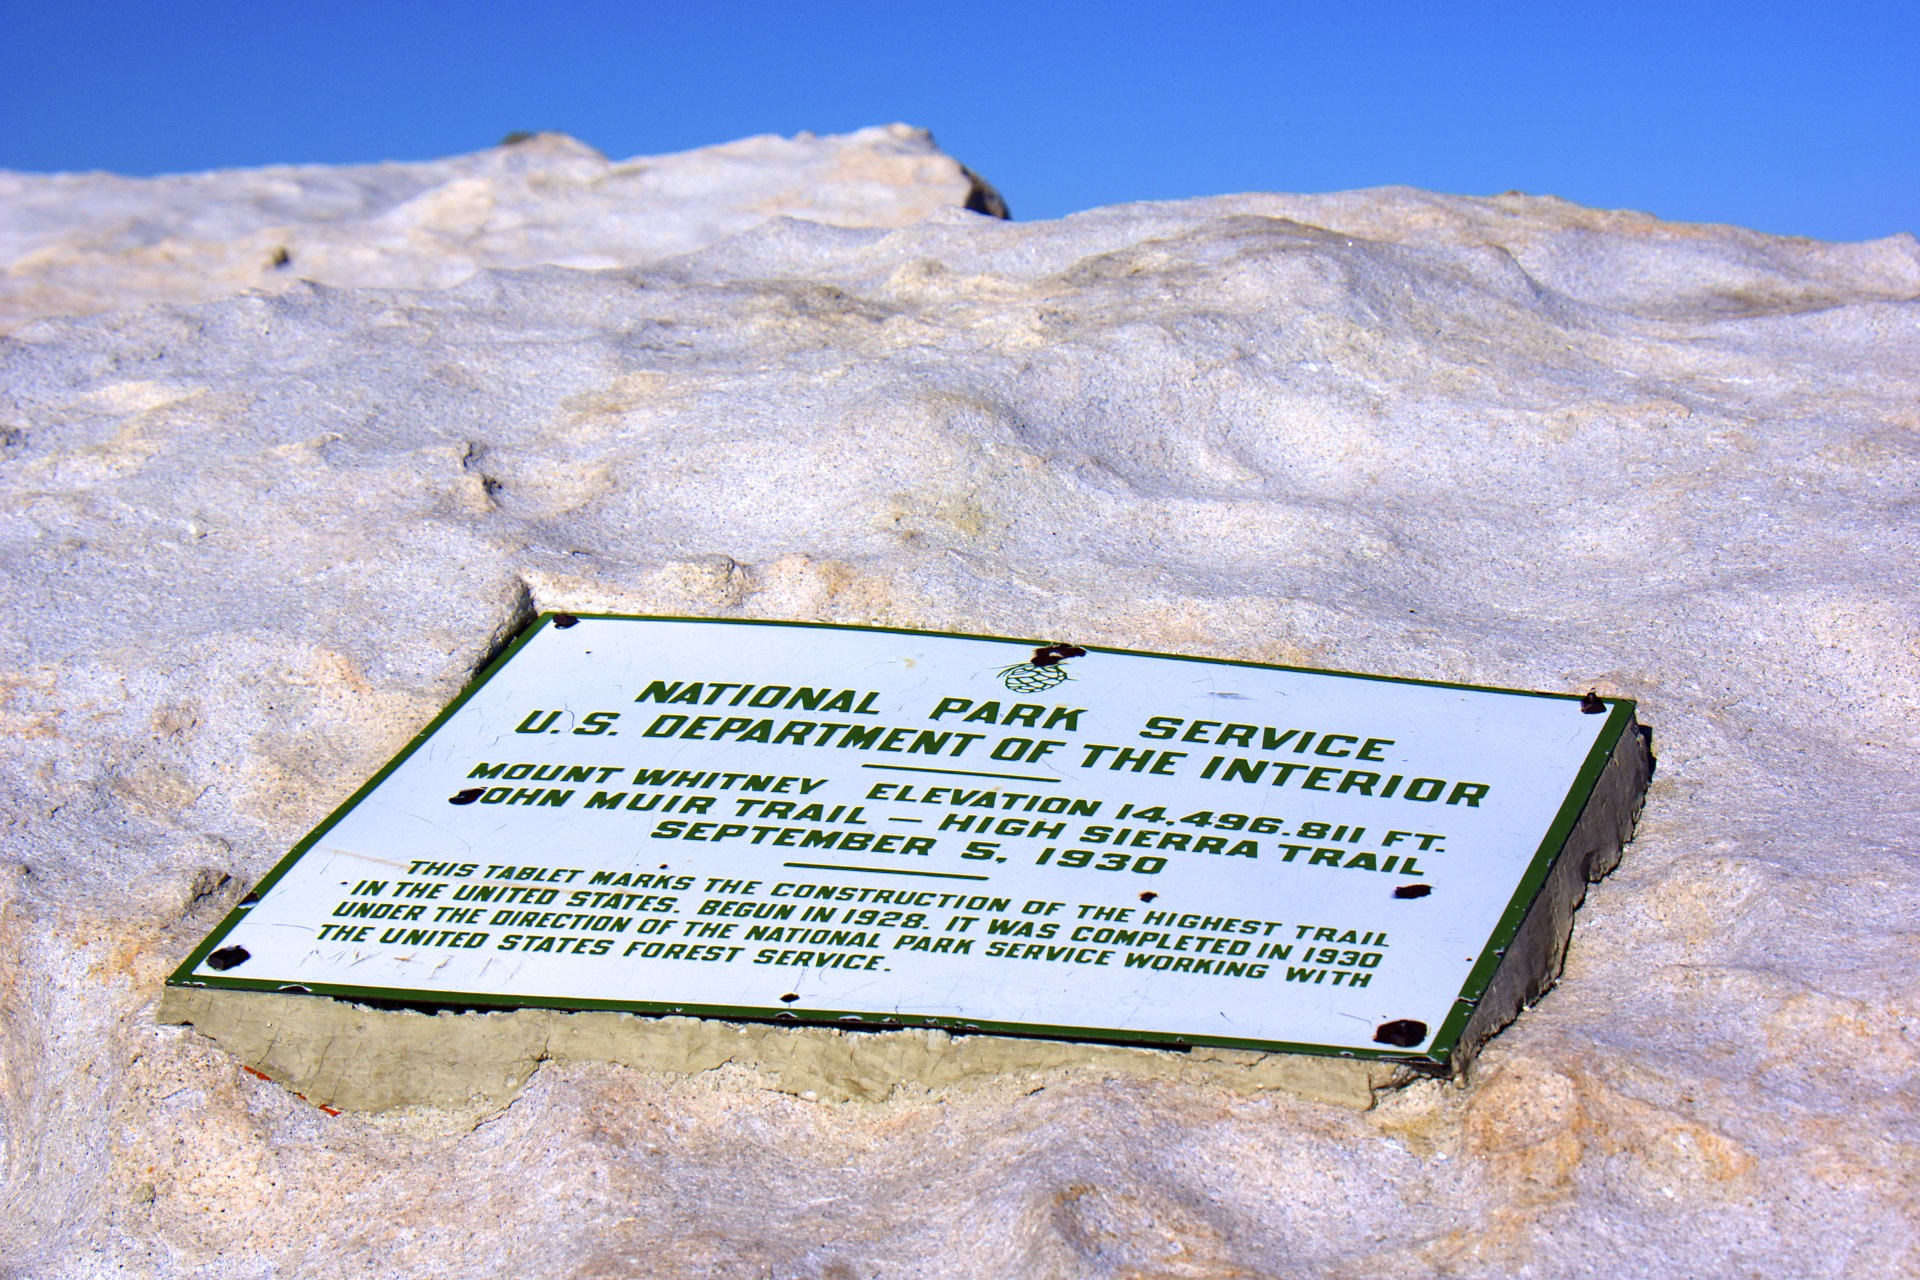 NATIONAL PARK SERVICE
U.S. DEPARTMENT OF THE INTERIOR
MOUNT WHITNEY ELEVATION 14,496.811 FT.
JOHN MUIR TRAIL – HIGH SIERRA TRAIL
SEPTEMBER 5, 1930
THIS TABLET MARKS THE CONSTRUCTION OF THE HIGHEST TRAIL
IN THE UNITED STATES. BEGUN IN 1928. IT WAS COMPLETED IN 1930
UNDER THE DIRECTION OF THE NATIONAL PARK SERVICE WORKING WITH
THE UNITED STATES FOREST SERVICE.